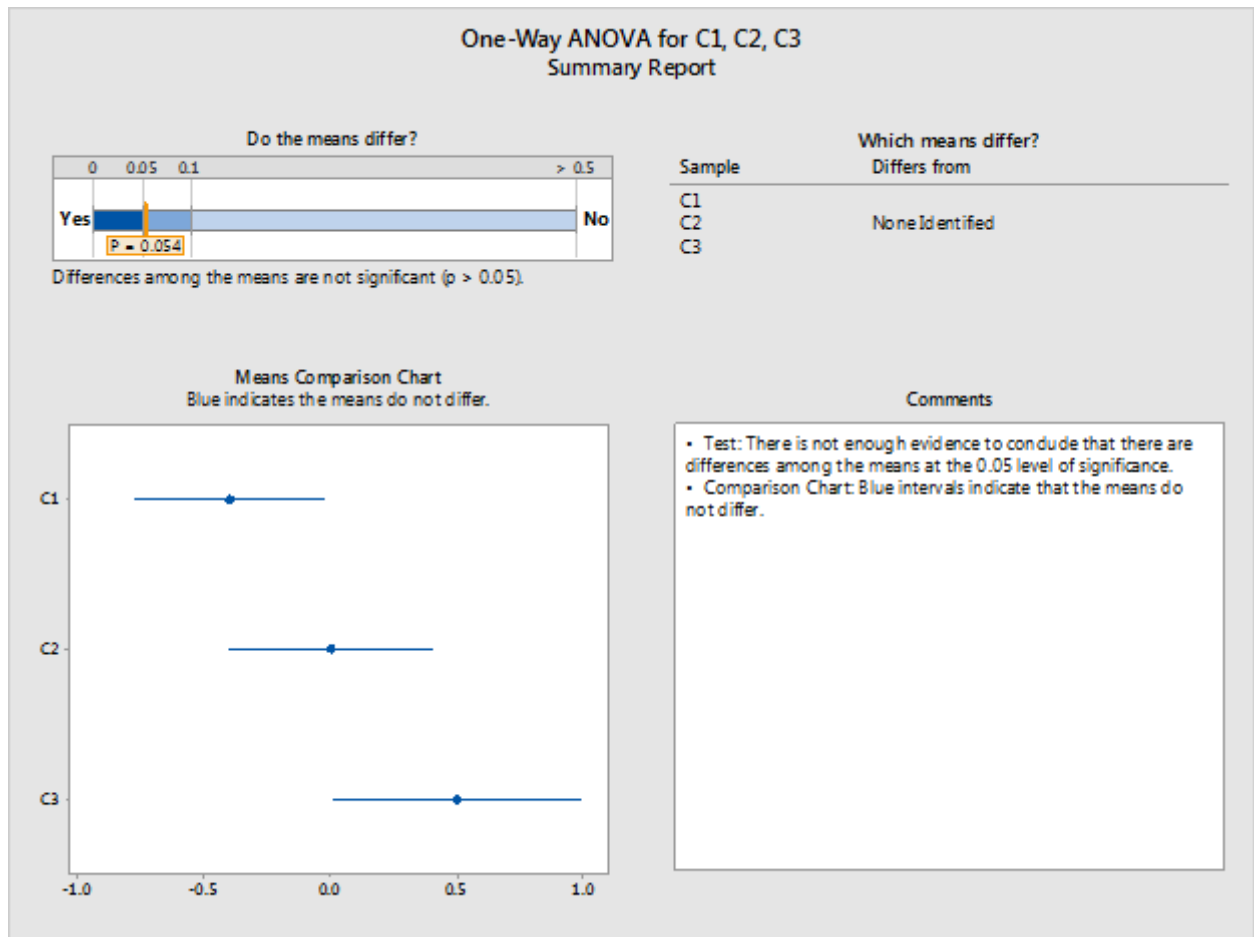 One-Way ANOVA for C1, C2, C3
Summary Report
Do the means differ?
0 0.05 0.1 > 0.5
Yes No
P = 0.054
Differences among the means are not significant (p > 0.05).
Which means differ?
Sample Differs from
C1
C2 None Identified
C3
Means Comparison Chart
Blue indicates the means do not differ.
C1
C2
C3
-1.0 -0.5 0.0 0.5 1.0
Comments
• Test: There is not enough evidence to conclude that there are
differences among the means at the 0.05 level of significance.
• Comparison Chart: Blue intervals indicate that the means do
not differ.